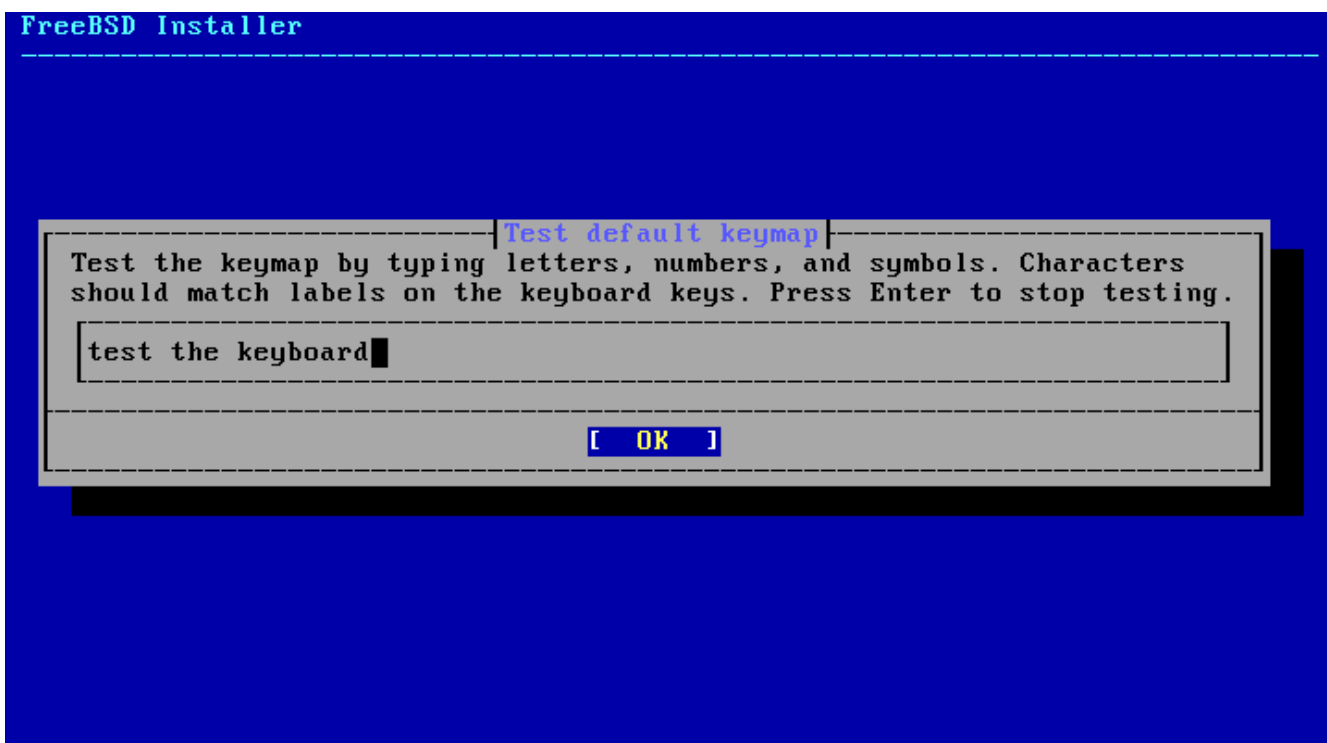 FreeBSD Installer
Test default keymap
Test the keymap by typing letters, numbers, and symbols. Characters
should match labels on the keyboard keys. Press Enter to stop testing.
test the keyboard
[ OK ]